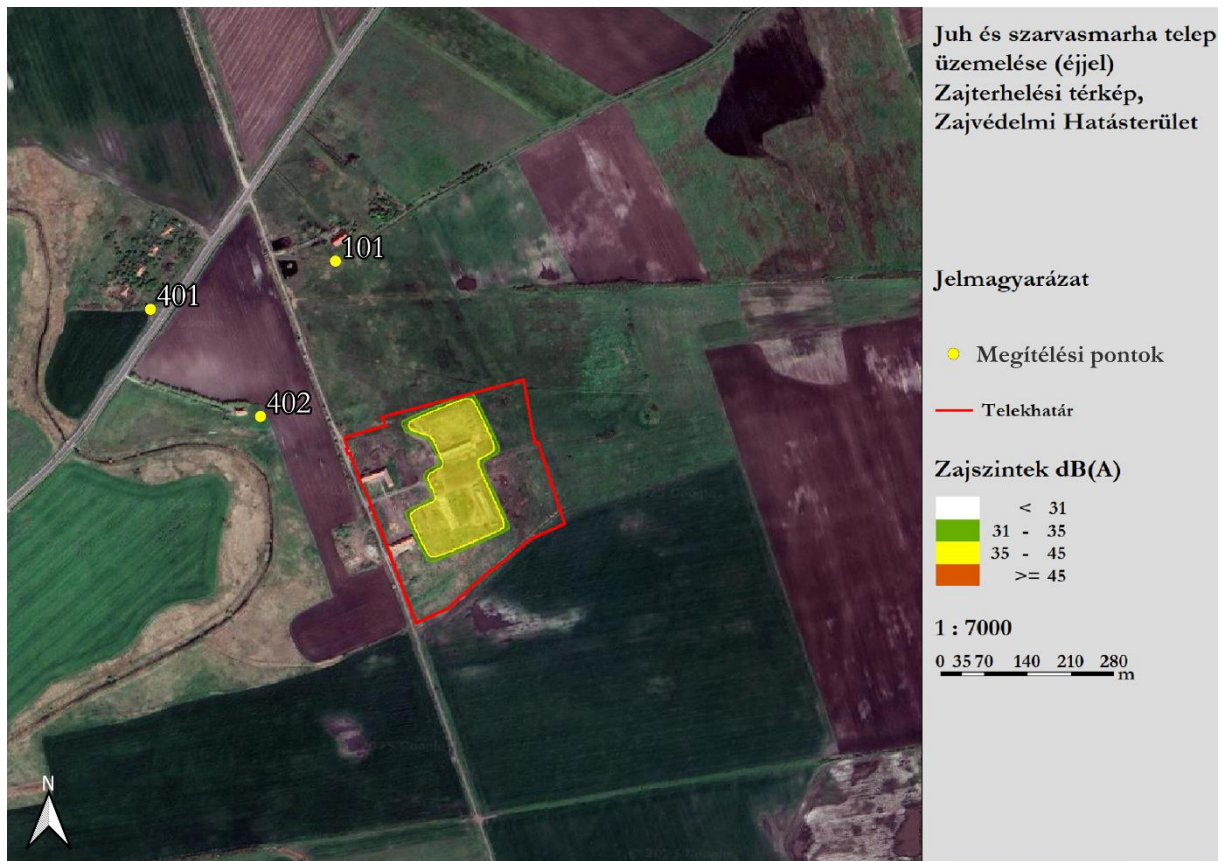 Juh és szarvasmarha telep
üzemelése (éjjel)
Zajterhelési térkép,
Zajvédelmi Hatásterület
Jelmagyarázat
Megítélési pontok
Telekhatár
Zajszintek dB(A)
< 31
31 - 35
35 - 45
>= 45
1 : 7000
0 35 70 140 210 280
m
101
401
402
N